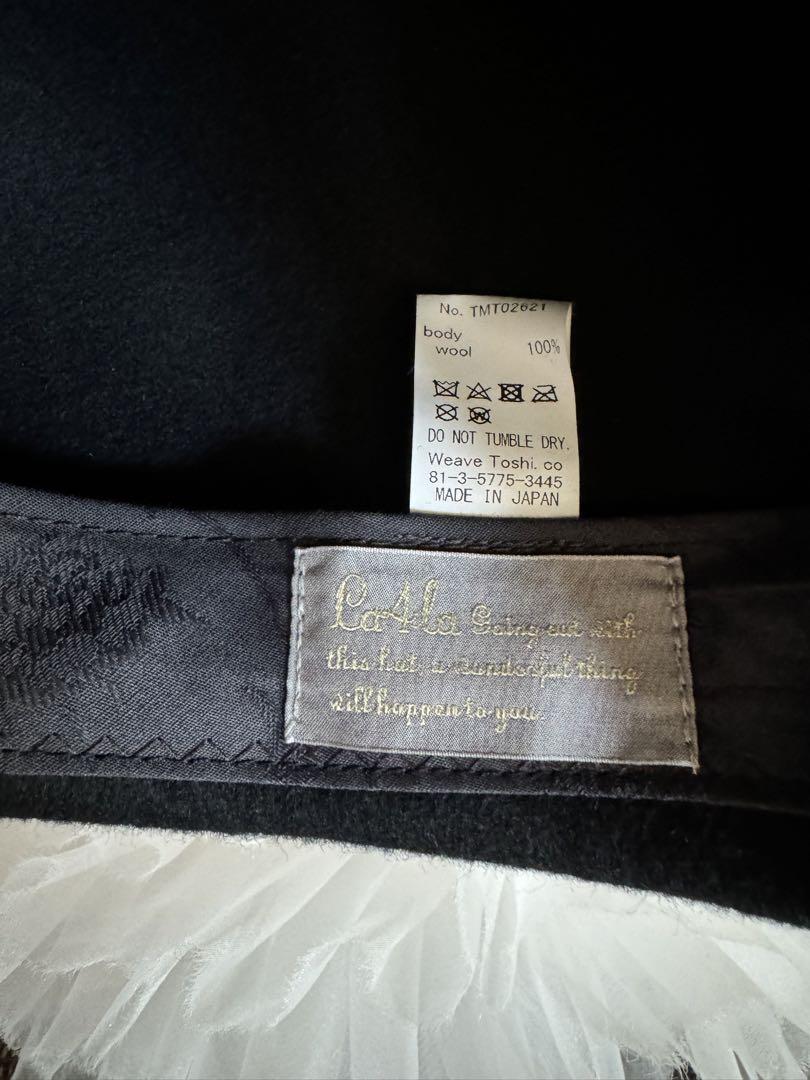 No. TMT02621
body
wool 100%
DO NOT TUMBLE DRY.
Weave Toshi. co
81-3-5775-3445
MADE IN JAPAN
Ca4la Going out with
this hat, a wonderful thing
will happen to you.